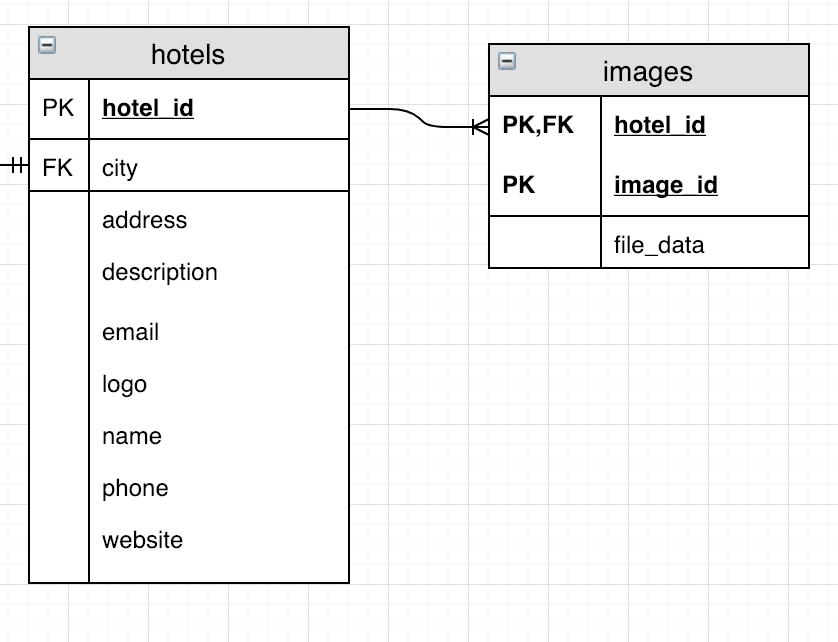 hotels
PK hotel_id
FK city
address
description
email
logo
name
phone
website
images
PK,FK hotel_id
PK image_id
file_data